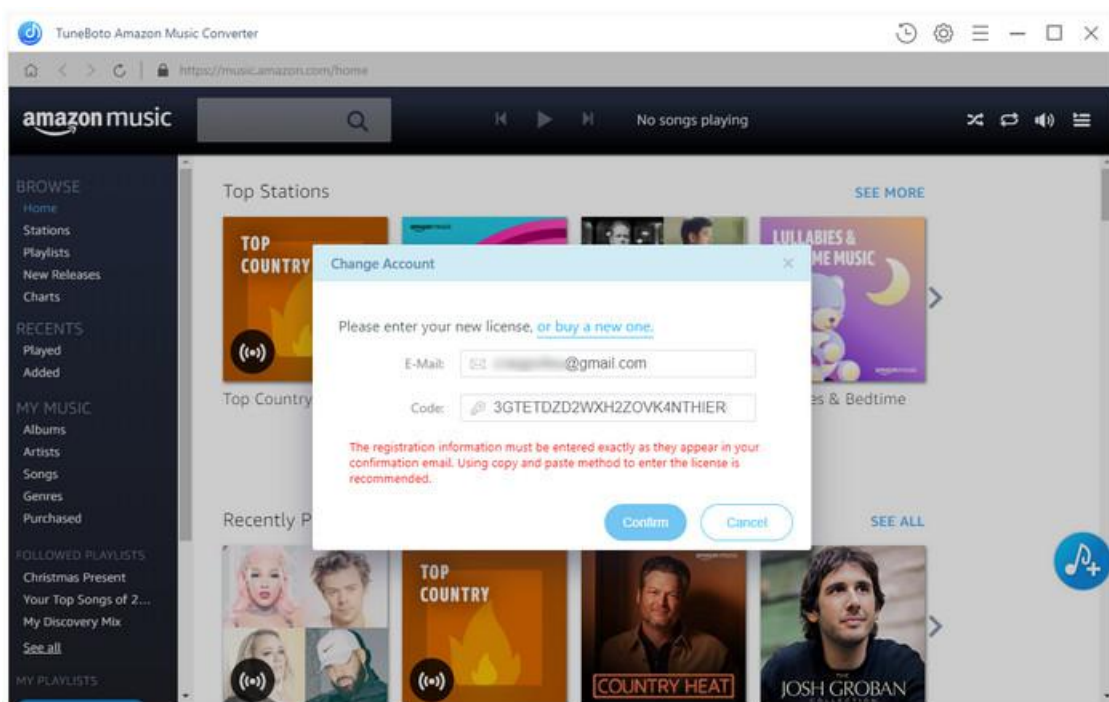 TuneBoto Amazon Music Converter
https://music.amazon.com/home
amazon music
No songs playing
BROWSE
Home
Stations
Playlists
New Releases
Charts
RECENTS
Played
Added
MY MUSIC
Albums
Artists
Songs
Genres
Purchased
FOLLOWED PLAYLISTS
Christmas Present
Your Top Songs of 2...
My Discovery Mix
See all
MY PLAYLISTS
Top Stations
SEE MORE
TOP
COUNTRY
LULLABIES &
ME MUSIC
Top Country
es & Bedtime
Change Account
Please enter your new license, or buy a new one.
E-Mail:
@gmail.com
Code:
3GTETDZD2WXH2ZOVK4NTHIER
The registration information must be entered exactly as they appear in your
confirmation email. Using copy and paste method to enter the license is
recommended.
Confirm
Cancel
Recently P
SEE ALL
TOP
COUNTRY
COUNTRY HEAT
THE
JOSH GROBAN
COLLECTION